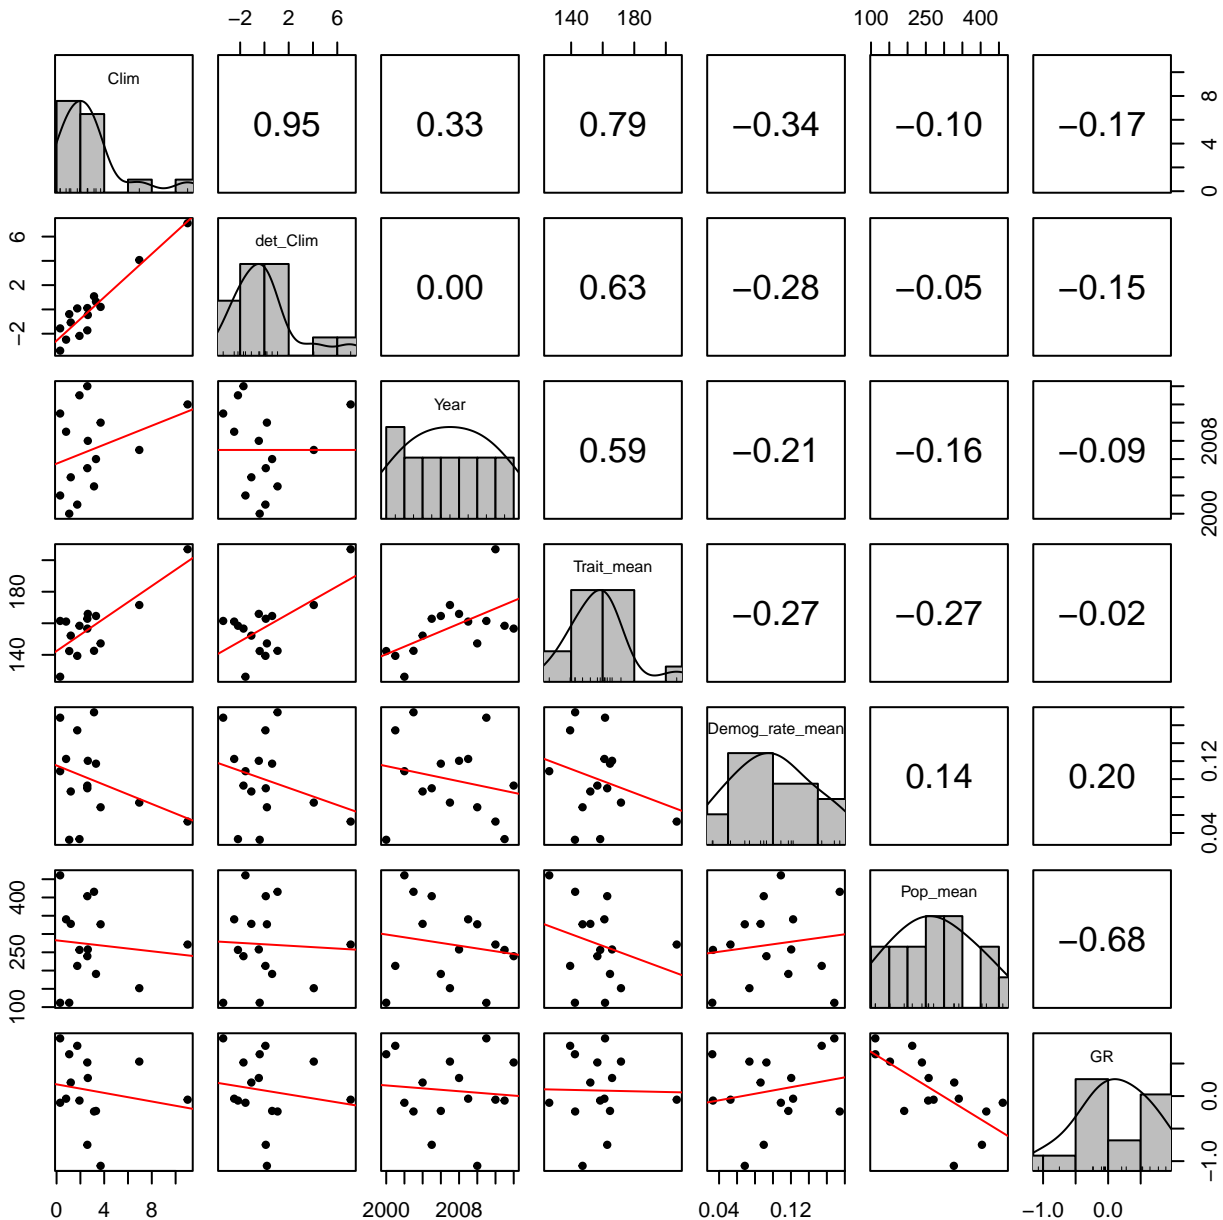 −2 2 6 140 180 100 250 400
Clim 0.95 0.33 0.79 −0.34 −0.10 −0.17 0 4 8
−2 2 6 det_Clim 0.00 0.63 −0.28 −0.05 −0.15
Year 0.59 −0.21 −0.16 −0.09 2000 2008
140 180 Trait_mean −0.27 −0.27 −0.02
Demog_rate_mean 0.14 0.20 0.04 0.12
100 250 400 Pop_mean −0.68
GR −1.0 0.0
0 4 8 2000 2008 0.04 0.12 −1.0 0.0